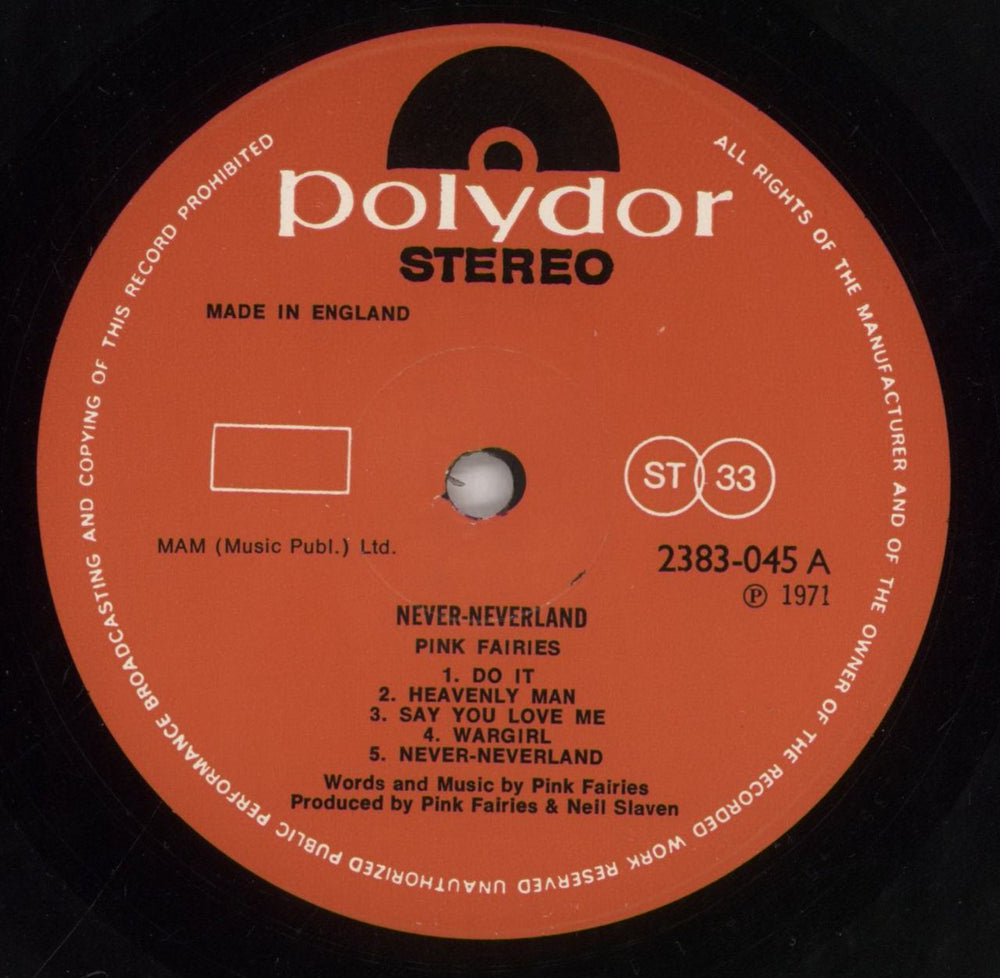 polydor
STEREO
MADE IN ENGLAND
ST 33
MAM (Music Publ.) Ltd.
2383-045 A
℗ 1971
NEVER-NEVERLAND
PINK FAIRIES
1. DO IT
2. HEAVENLY MAN
3. SAY YOU LOVE ME
4. WARGIRL
5. NEVER-NEVERLAND
Words and Music by Pink Fairies
Produced by Pink Fairies & Neil Slaven
ALL RIGHTS OF THE MANUFACTURER AND OF THE OWNER OF THE RECORDED WORK RESERVED UNAUTHORIZED PUBLIC PERFORMANCE BROADCASTING AND COPYING OF THIS RECORD PROHIBITED